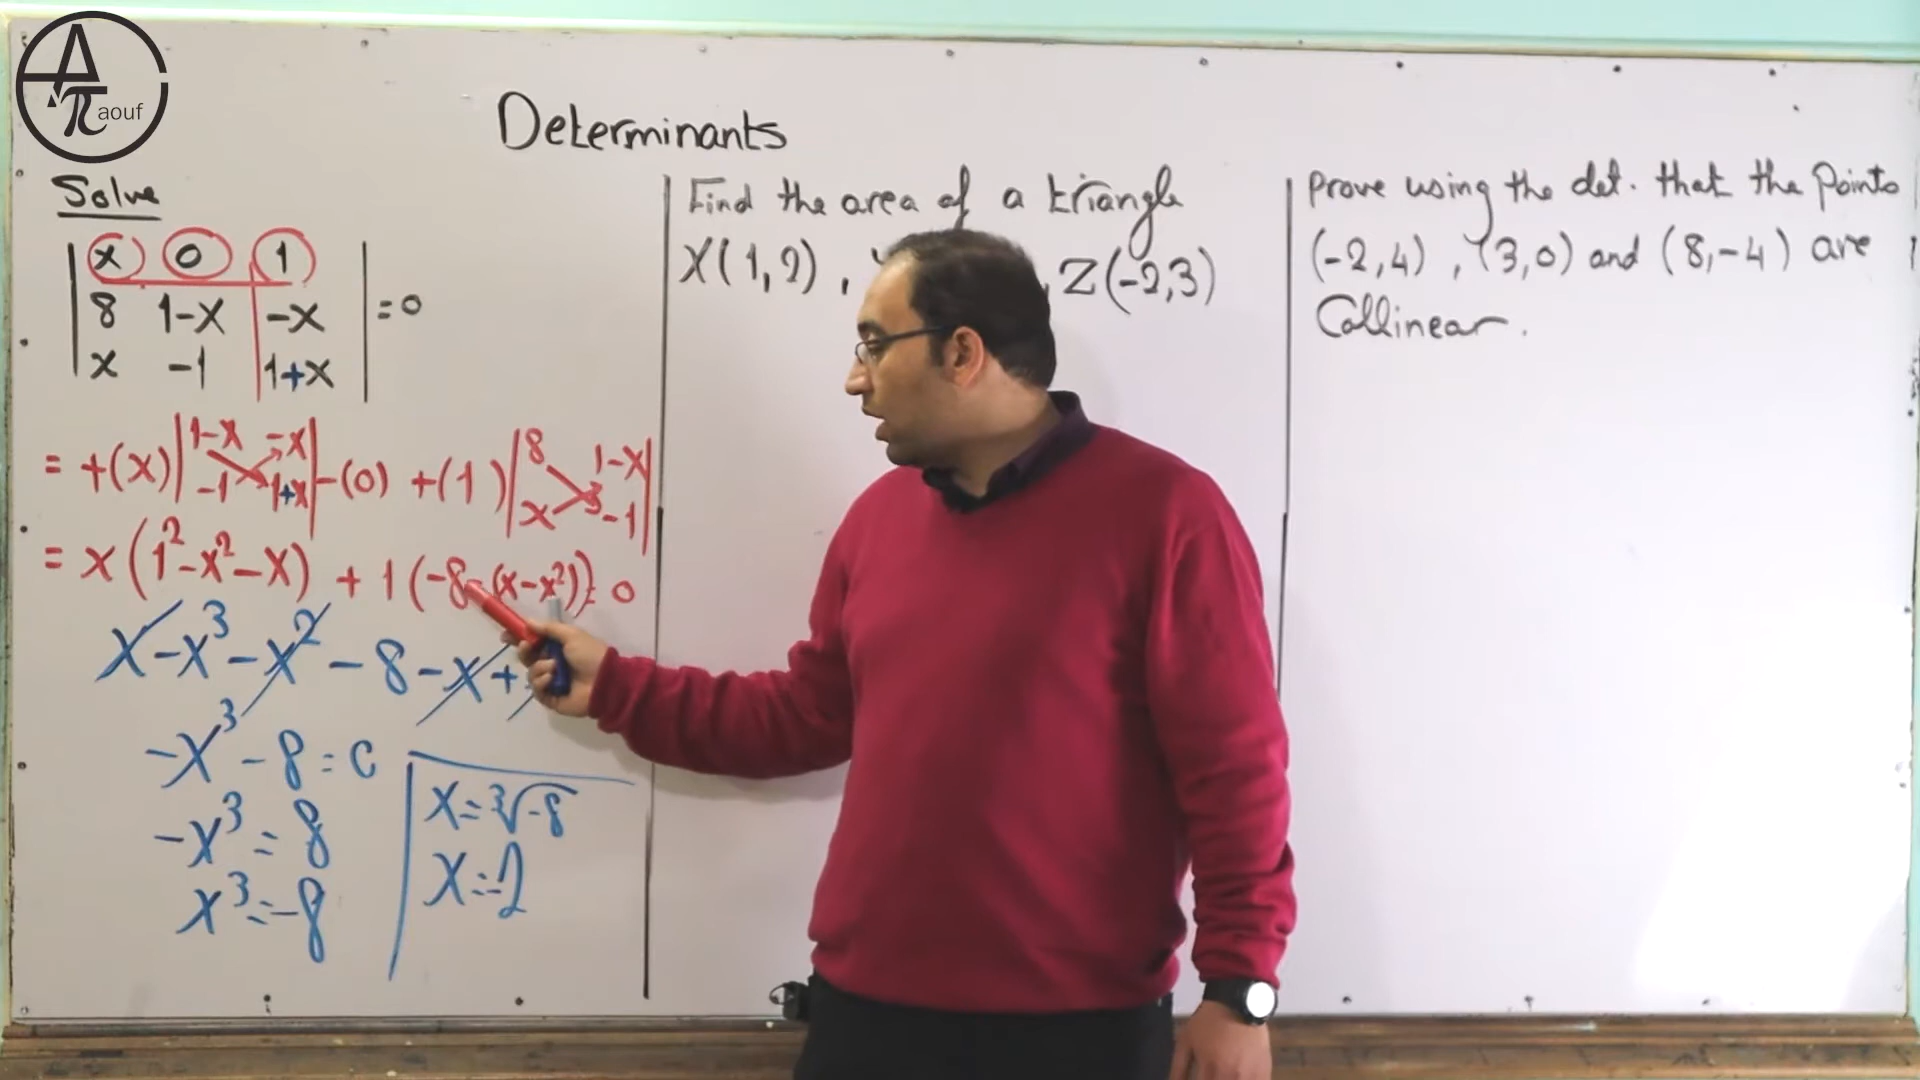 Aπaouf
Determinants
Solve
| x 0 1 |
| 8 1-x -x | = 0
| x -1 1+x |
= +(x) |1-x -x| -(0) +(1) |8 1-x|
|-1 1+x| |x -1|
= x(1²-x²-x) + 1(-8-(x-x²)) = 0
x-x³-x²-8-x+
-x³-8=0
-x³=8
x³=-8
x=³√-8
x=-2
Find the area of a triangle
X(1,2), , Z(-2,3)
Prove using the det. that the points
(-2,4), (3,0) and (8,-4) are
Collinear.